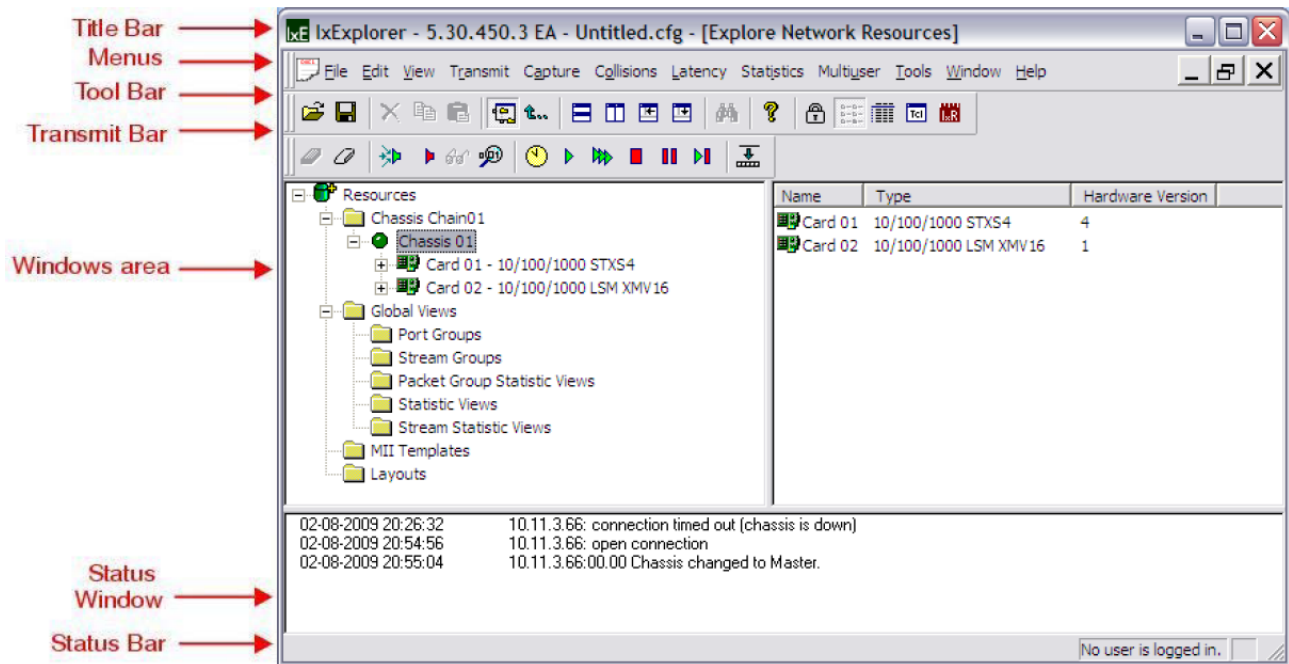 Title Bar
IxE IxExplorer - 5.30.450.3 EA - Untitled.cfg - [Explore Network Resources]
Menus
File Edit View Transmit Capture Collisions Latency Statistics Multiuser Tools Window Help
Tool Bar
Tcl IxR
Transmit Bar
Resources
Chassis Chain01
Chassis 01
Card 01 - 10/100/1000 STXS4
Card 02 - 10/100/1000 LSM XMV16
Global Views
Port Groups
Stream Groups
Packet Group Statistic Views
Statistic Views
Stream Statistic Views
MII Templates
Layouts
Name Type Hardware Version
Card 01 10/100/1000 STXS4 4
Card 02 10/100/1000 LSM XMV16 1
Windows area
02-08-2009 20:26:32 10.11.3.66: connection timed out (chassis is down)
02-08-2009 20:54:56 10.11.3.66: open connection
02-08-2009 20:55:04 10.11.3.66:00.00 Chassis changed to Master.
Status
Window
Status Bar
No user is logged in.